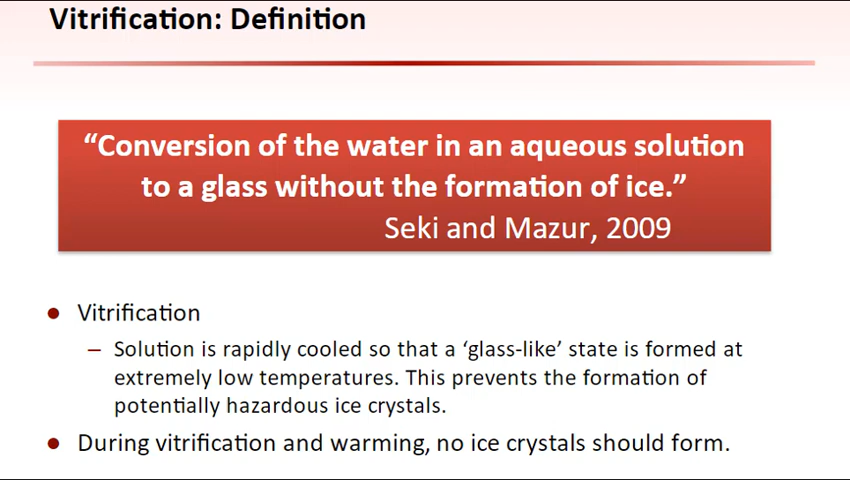 Vitrification: Definition
“Conversion of the water in an aqueous solution
to a glass without the formation of ice.”
Seki and Mazur, 2009
● Vitrification
– Solution is rapidly cooled so that a ‘glass-like’ state is formed at
extremely low temperatures. This prevents the formation of
potentially hazardous ice crystals.
● During vitrification and warming, no ice crystals should form.